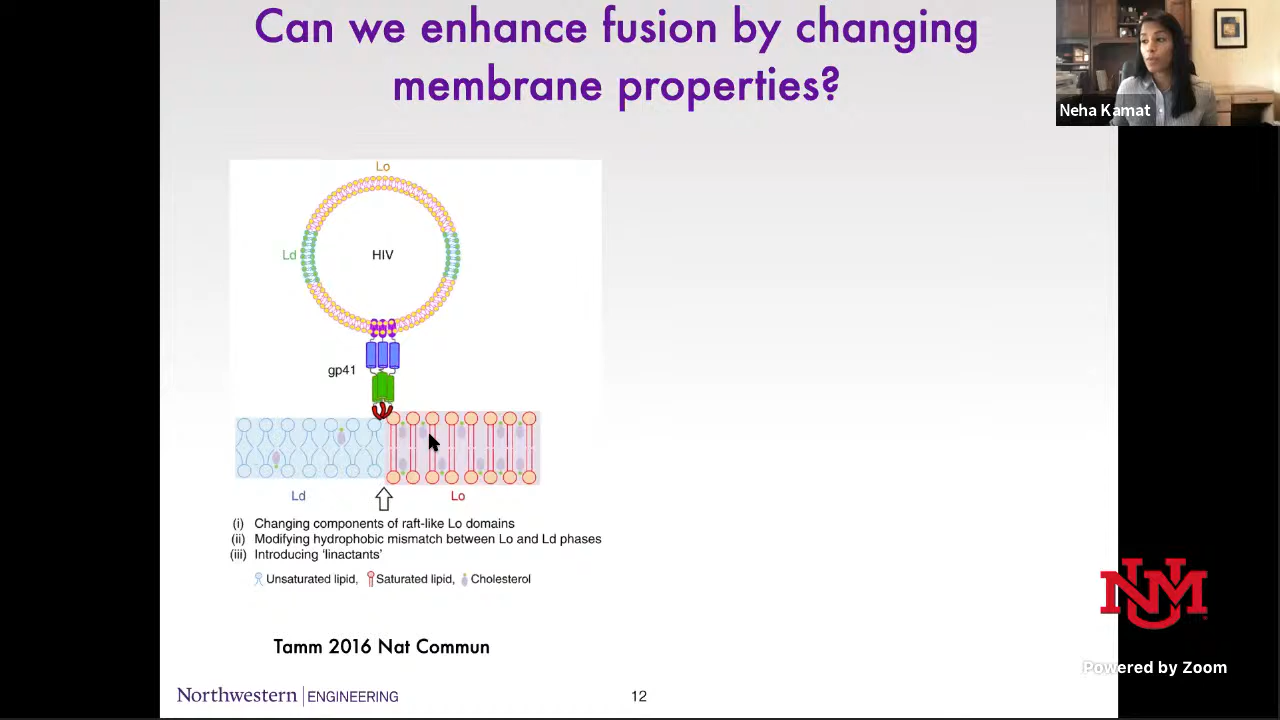 Can we enhance fusion by changing
membrane properties?
Neha Kamat
Lo
Ld
HIV
gp41
Ld
Lo
(i) Changing components of raft-like Lo domains
(ii) Modifying hydrophobic mismatch between Lo and Ld phases
(iii) Introducing 'linactants'
Unsaturated lipid, Saturated lipid, Cholesterol
Tamm 2016 Nat Commun
Northwestern | ENGINEERING
12
UNM
Powered by Zoom